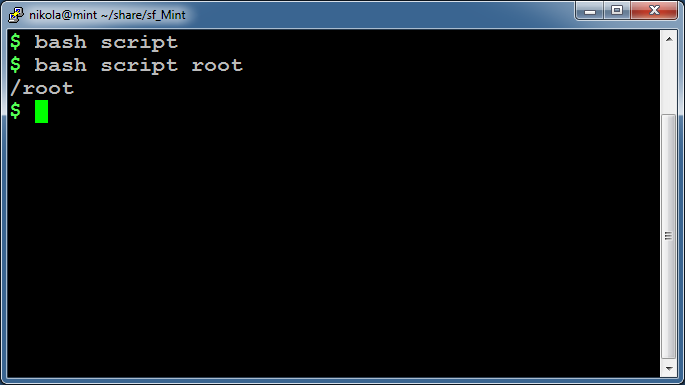 nikola@mint ~/share/sf_Mint
$ bash script
$ bash script root
/root
$